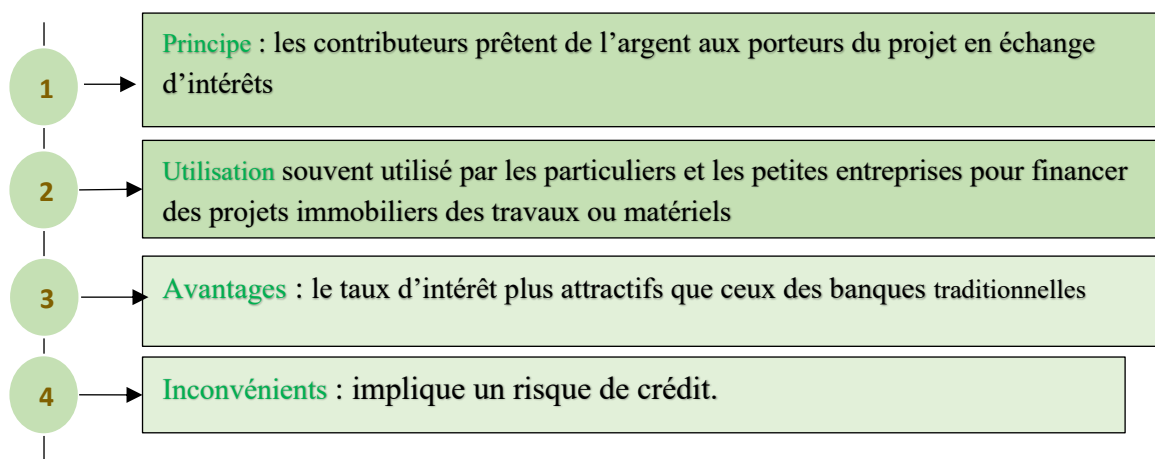 1
Principe : les contributeurs prêtent de l’argent aux porteurs du projet en échange
d’intérêts
2
Utilisation souvent utilisé par les particuliers et les petites entreprises pour financer
des projets immobiliers des travaux ou matériels
3
Avantages : le taux d’intérêt plus attractifs que ceux des banques traditionnelles
4
Inconvénients : implique un risque de crédit.